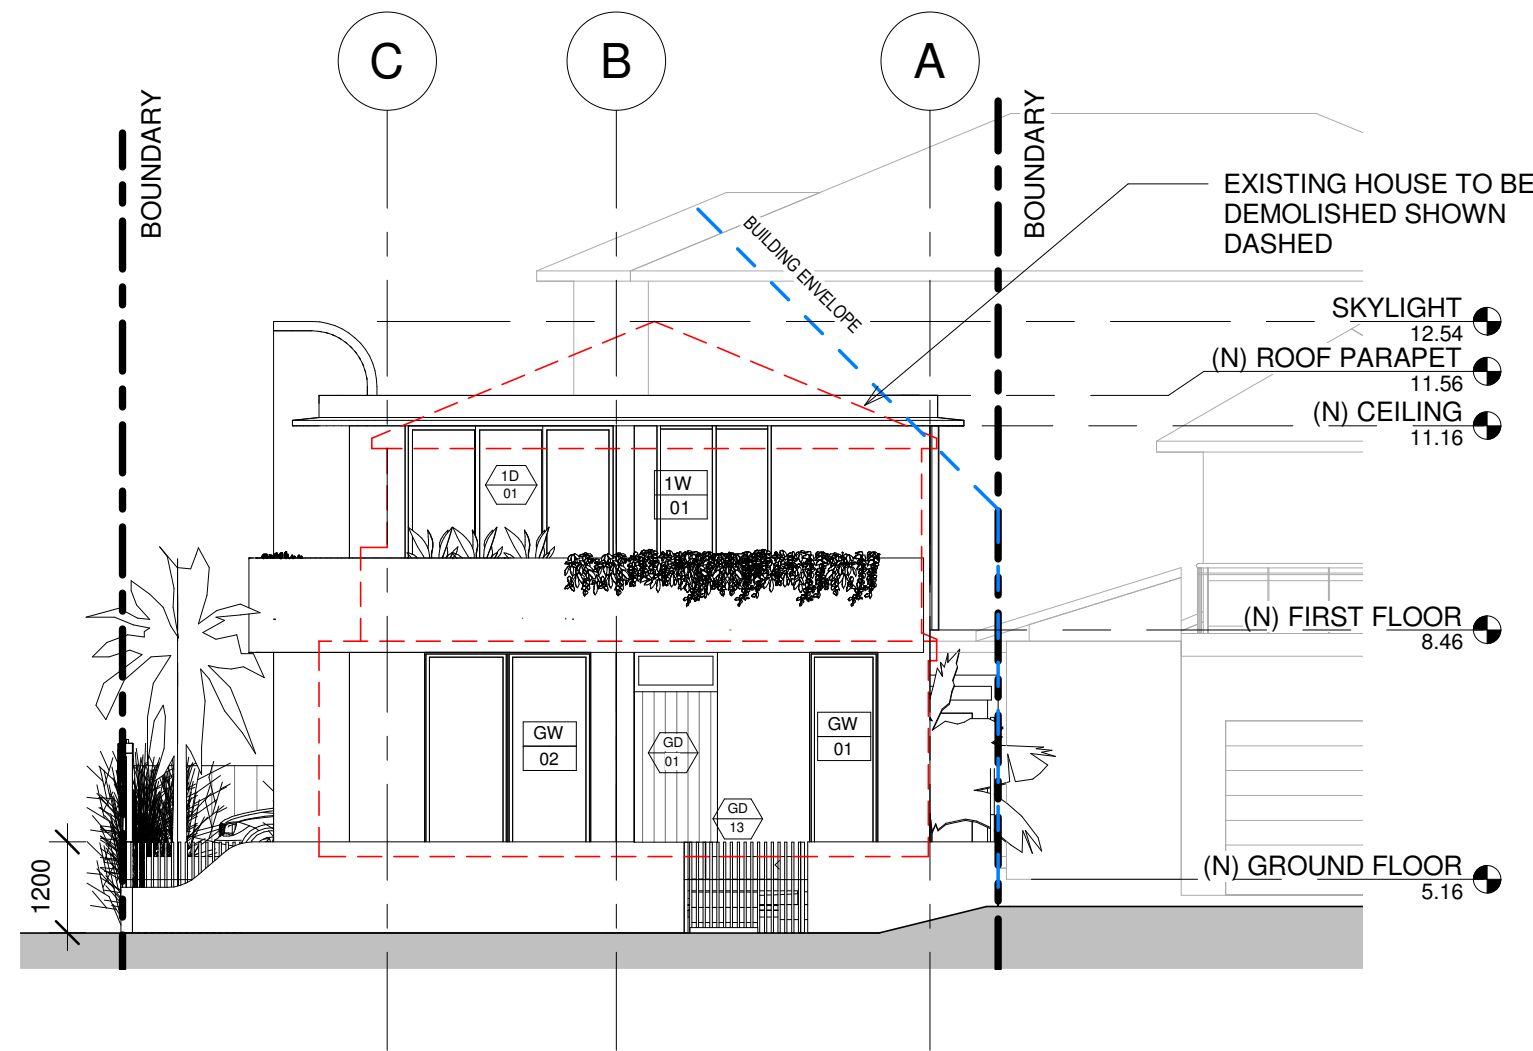 C
B
A
BOUNDARY
BOUNDARY
EXISTING HOUSE TO BE
DEMOLISHED SHOWN
DASHED
BUILDING ENVELOPE
SKYLIGHT
12.54
(N) ROOF PARAPET
11.56
(N) CEILING
11.16
1D
01
1W
01
(N) FIRST FLOOR
8.46
GW
02
GD
01
GW
01
GD
13
(N) GROUND FLOOR
5.16
1200